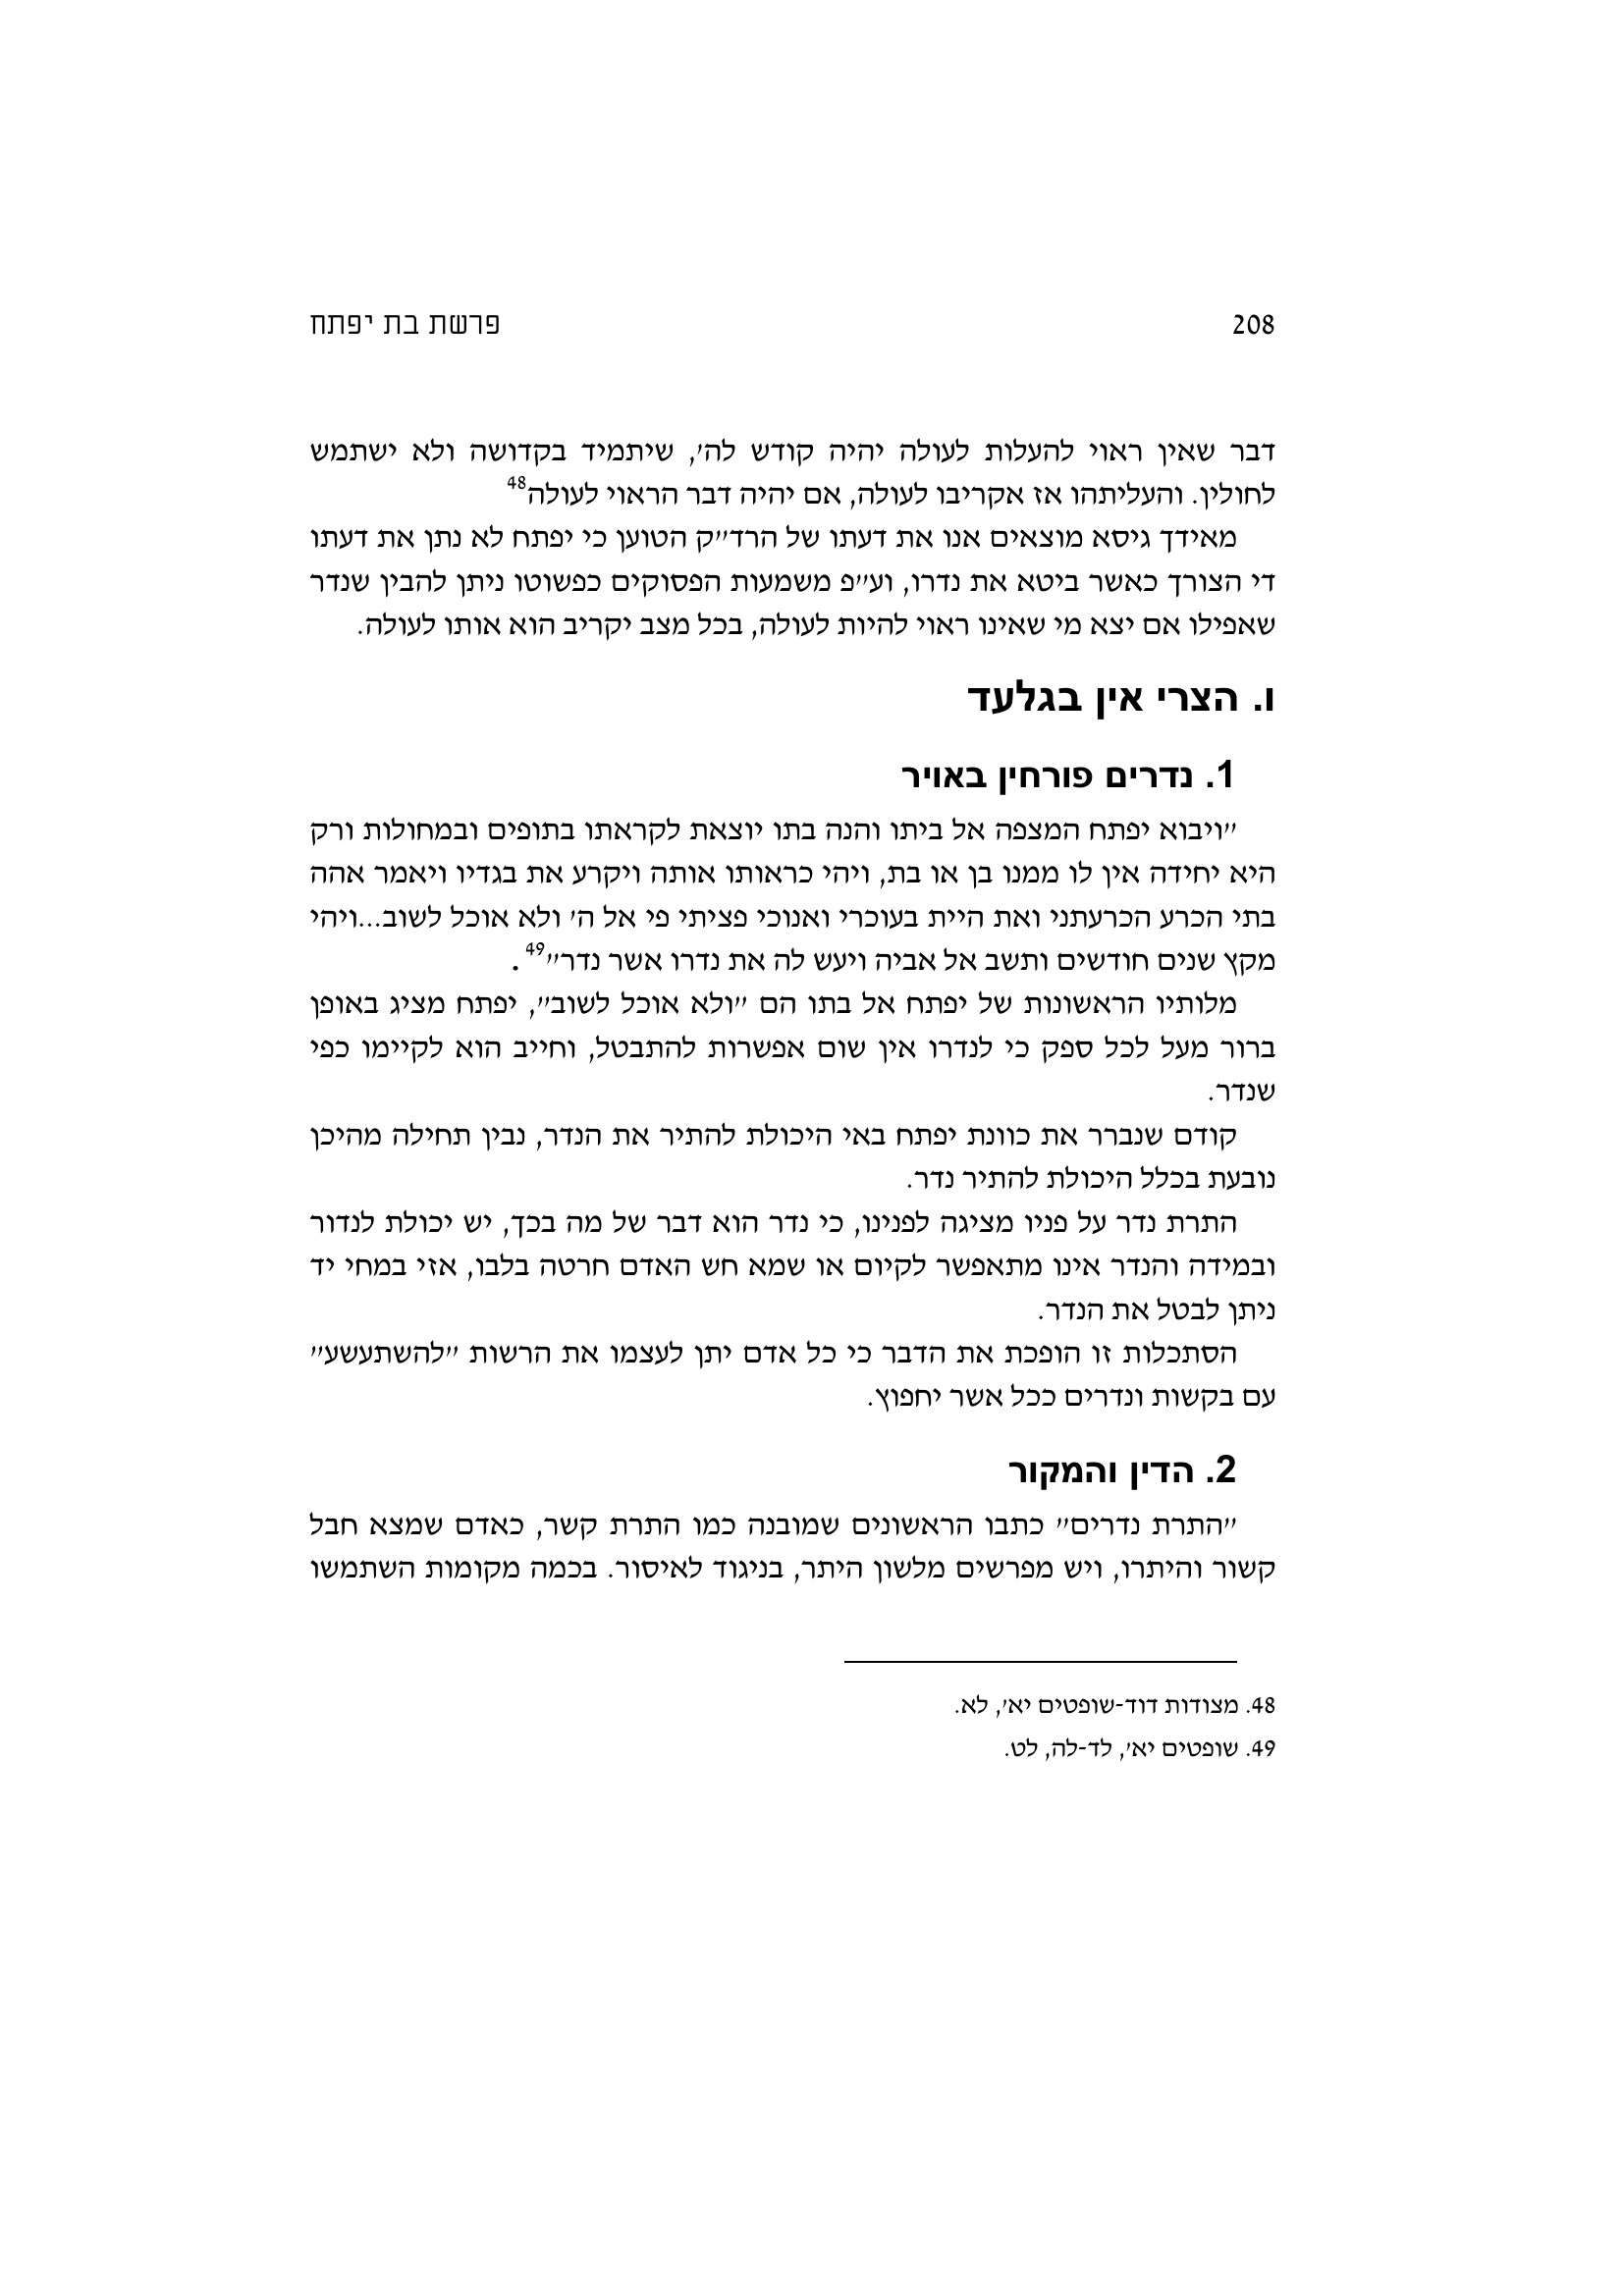 208 פרשת בת יפתח
דבר שאין ראוי להעלות לעולה יהיה קודש לה', שיתמיד בקדושה ולא ישתמש
לחולין. והעליתהו אז אקריבו לעולה, אם יהיה דבר הראוי לעולה48
מאידך גיסא מוצאים אנו את דעתו של הרד"ק הטוען כי יפתח לא נתן את דעתו
די הצורך כאשר ביטא את נדרו, וע"פ משמעות הפסוקים כפשוטו ניתן להבין שנדר
שאפילו אם יצא מי שאינו ראוי להיות לעולה, בכל מצב יקריב הוא אותו לעולה.
ו. הצרי אין בגלעד
1. נדרים פורחין באויר
"ויבוא יפתח המצפה אל ביתו והנה בתו יוצאת לקראתו בתופים ובמחולות ורק
היא יחידה אין לו ממנו בן או בת, ויהי כראותו אותה ויקרע את בגדיו ויאמר אהה
בתי הכרע הכרעתני ואת היית בעוכרי ואנוכי פציתי פי אל ה' ולא אוכל לשוב...ויהי
מקץ שנים חודשים ותשב אל אביה ויעש לה את נדרו אשר נדר"49 .
מלותיו הראשונות של יפתח אל בתו הם "ולא אוכל לשוב", יפתח מציג באופן
ברור מעל לכל ספק כי לנדרו אין שום אפשרות להתבטל, וחייב הוא לקיימו כפי
שנדר.
קודם שנברר את כוונת יפתח באי היכולת להתיר את הנדר, נבין תחילה מהיכן
נובעת בכלל היכולת להתיר נדר.
התרת נדר על פניו מציגה לפנינו, כי נדר הוא דבר של מה בכך, יש יכולת לנדור
ובמידה והנדר אינו מתאפשר לקיום או שמא חש האדם חרטה בלבו, אזי במחי יד
ניתן לבטל את הנדר.
הסתכלות זו הופכת את הדבר כי כל אדם יתן לעצמו את הרשות "להשתעשע"
עם בקשות ונדרים ככל אשר יחפוץ.
2. הדין והמקור
"התרת נדרים" כתבו הראשונים שמובנה כמו התרת קשר, כאדם שמצא חבל
קשור והיתרו, ויש מפרשים מלשון היתר, בניגוד לאיסור. בכמה מקומות השתמשו
48. מצודות דוד-שופטים יא', לא.
49. שופטים יא', לד-לה, לט.